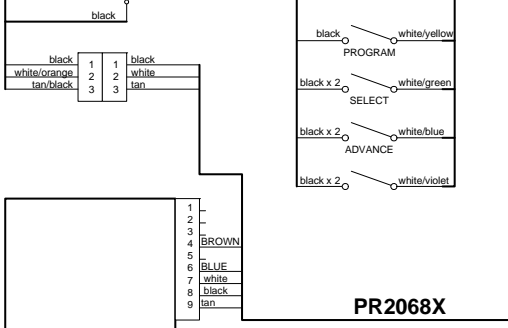 black
black white/yellow
PROGRAM
black x 2 white/green
SELECT
black x 2 white/blue
ADVANCE
black x 2 white/violet
black 1 1 black
white/orange 2 2 white
tan/black 3 3 tan
1
2
3
4 BROWN
5
6 BLUE
7 white
8 black
9 tan
PR2068X